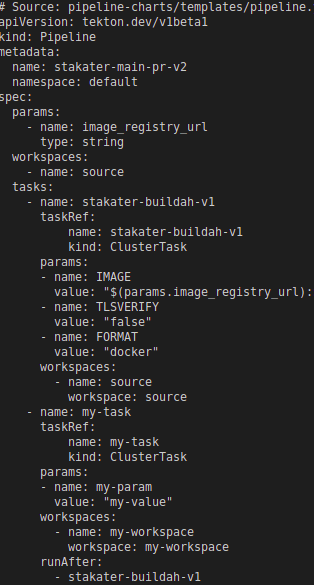 # Source: pipeline-charts/templates/pipeline.
apiVersion: tekton.dev/v1beta1
kind: Pipeline
metadata:
  name: stakater-main-pr-v2
  namespace: default
spec:
  params:
    - name: image_registry_url
      type: string
  workspaces:
    - name: source
  tasks:
    - name: stakater-buildah-v1
      taskRef:
          name: stakater-buildah-v1
          kind: ClusterTask
      params:
      - name: IMAGE
        value: "$(params.image_registry_url):
      - name: TLSVERIFY
        value: "false"
      - name: FORMAT
        value: "docker"
      workspaces:
        - name: source
          workspace: source
    - name: my-task
      taskRef:
          name: my-task
          kind: ClusterTask
      params:
      - name: my-param
        value: "my-value"
      workspaces:
        - name: my-workspace
          workspace: my-workspace
      runAfter:
        - stakater-buildah-v1